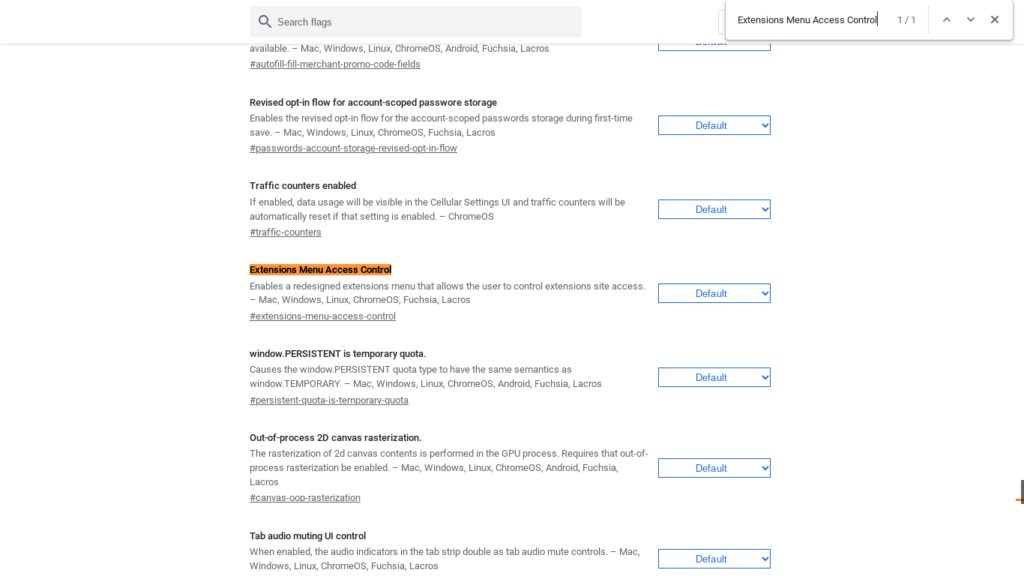 Search flags
Extensions Menu Access Control
1 / 1
available. – Mac, Windows, Linux, ChromeOS, Android, Fuchsia, Lacros
#autofill-fill-merchant-promo-code-fields
Default
Revised opt-in flow for account-scoped passwore storage
Enables the revised opt-in flow for the account-scoped passwords storage during first-time
save. – Mac, Windows, Linux, ChromeOS, Fuchsia, Lacros
#passwords-account-storage-revised-opt-in-flow
Default
Traffic counters enabled
If enabled, data usage will be visible in the Cellular Settings UI and traffic counters will be
automatically reset if that setting is enabled. – ChromeOS
#traffic-counters
Default
Extensions Menu Access Control
Enables a redesigned extensions menu that allows the user to control extensions site access.
– Mac, Windows, Linux, ChromeOS, Fuchsia, Lacros
#extensions-menu-access-control
Default
window.PERSISTENT is temporary quota.
Causes the window.PERSISTENT quota type to have the same semantics as
window.TEMPORARY. – Mac, Windows, Linux, ChromeOS, Android, Fuchsia, Lacros
#persistent-quota-is-temporary-quota
Default
Out-of-process 2D canvas rasterization.
The rasterization of 2d canvas contents is performed in the GPU process. Requires that out-of-
process rasterization be enabled. – Mac, Windows, Linux, ChromeOS, Android, Fuchsia,
Lacros
#canvas-oop-rasterization
Default
Tab audio muting UI control
When enabled, the audio indicators in the tab strip double as tab audio mute controls. – Mac,
Windows, Linux, ChromeOS, Fuchsia, Lacros
Default